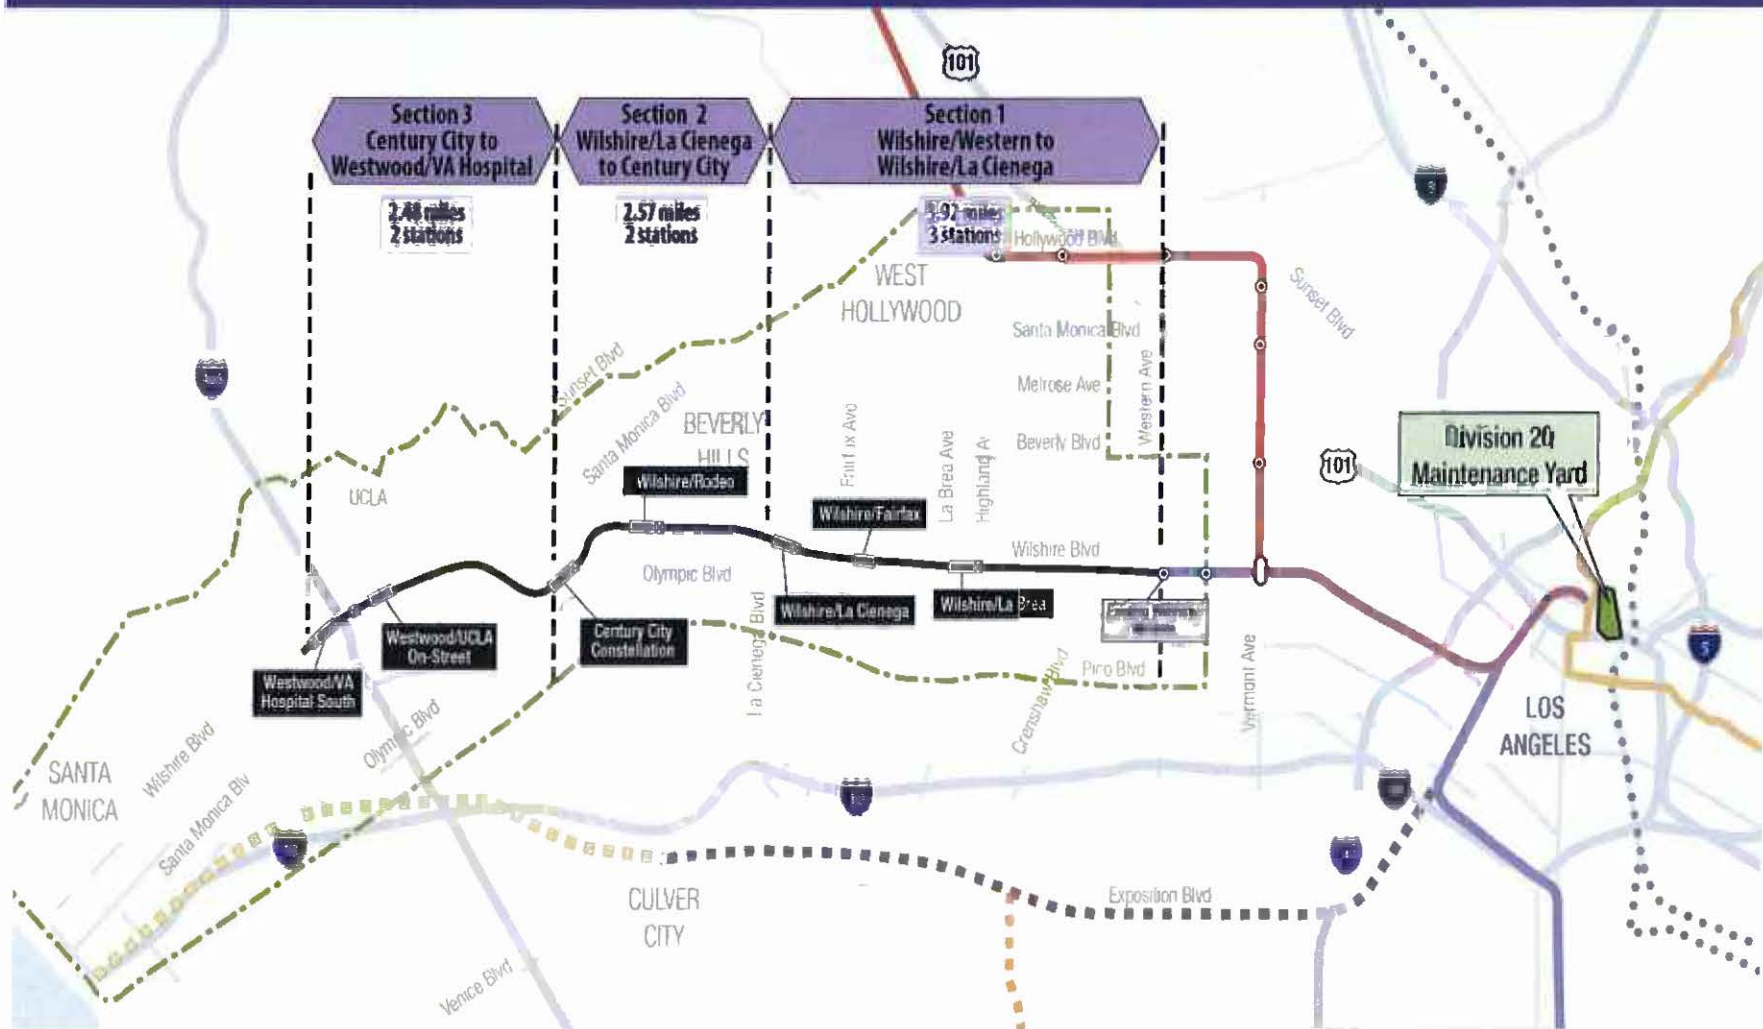 101
Section 3
Century City to
Westwood/VA Hospital
Section 2
Wilshire/La Cienega
to Century City
Section 1
Wilshire/Western to
Wilshire/La Cienega
2.48 miles
2 stations
2.57 miles
2 stations
3.92 miles
3 stations
Hollywood Blvd
WEST
HOLLYWOOD
Sunset Blvd
Santa Monica Blvd
Melrose Ave
Western Ave
Beverly Blvd
Sunset Blvd
Santa Monica Blvd
BEVERLY
HILLS
Fairfax Ave
La Brea Ave
Highland A
Division 20
Maintenance Yard
101
UCLA
Wilshire/Rodeo
Wilshire/Fairfax
Wilshire Blvd
Olympic Blvd
Wilshire/La Cienega
Wilshire/La Brea
Westwood/UCLA
On-Street
Century City
Constellation
La Cienega Blvd
Crenshaw Blvd
Pico Blvd
Vermont Ave
Westwood/VA
Hospital South
5
LOS
ANGELES
SANTA
MONICA
Wilshire Blvd
Olympic Blvd
Santa Monica Blv
CULVER
CITY
Exposition Blvd
Venice Blvd